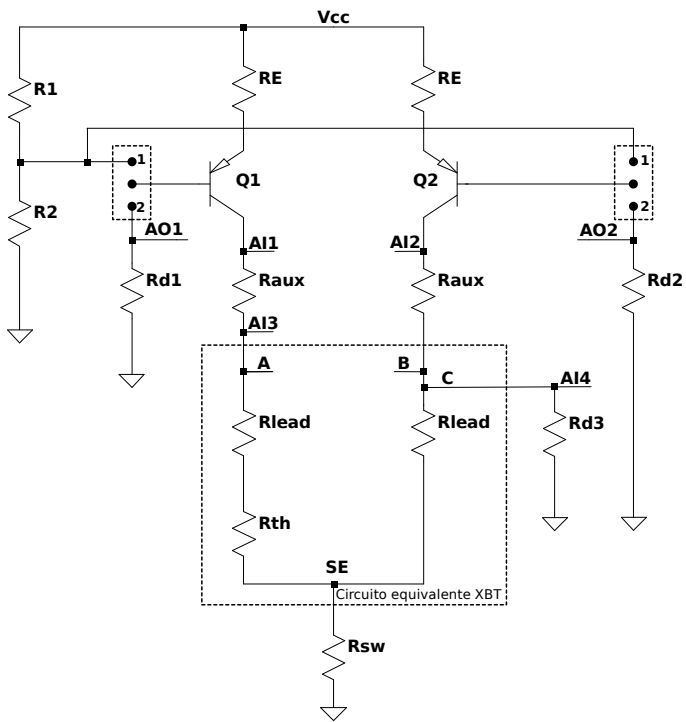 Vcc
RE
RE
R1
1
1
Q1
Q2
2
2
R2
AO1
AO2
AI1
AI2
Rd1
Raux
Raux
Rd2
AI3
A
B
C
AI4
Rlead
Rlead
Rd3
Rth
SE
Circuito equivalente XBT
Rsw